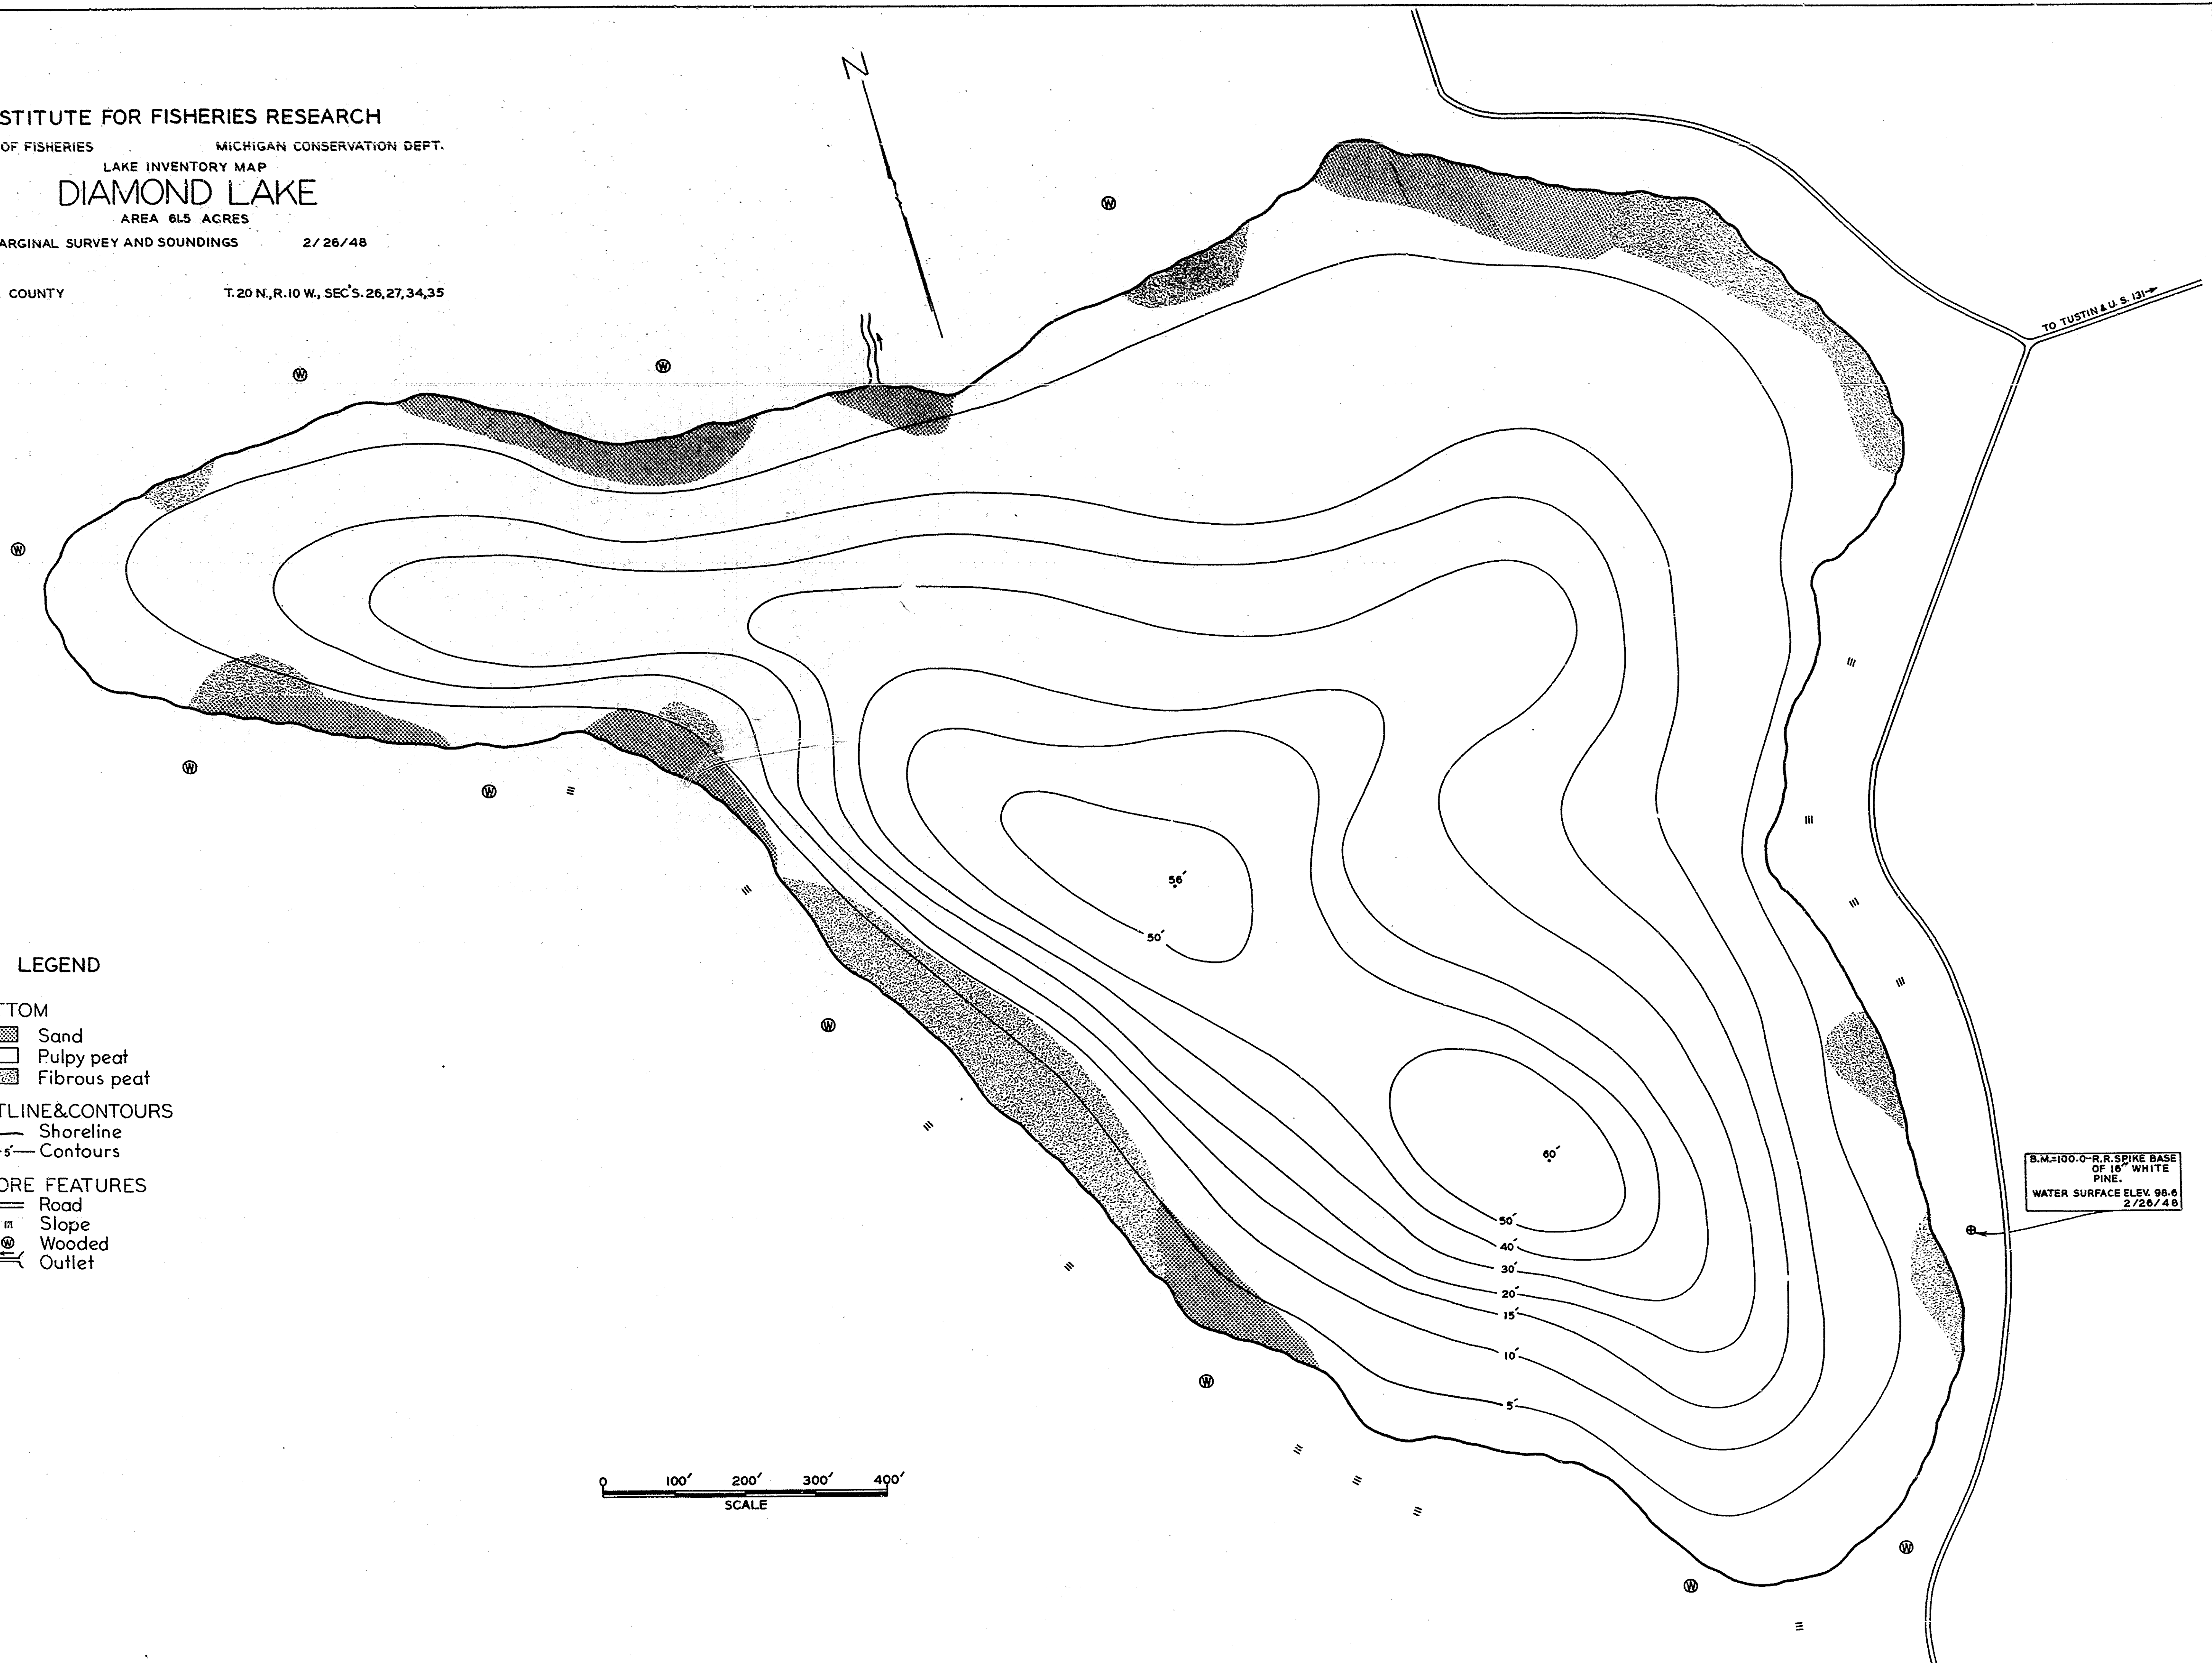 N
STITUTE FOR FISHERIES RESEARCH
OF FISHERIES MICHIGAN CONSERVATION DEPT.
LAKE INVENTORY MAP
DIAMOND LAKE
AREA 61.5 ACRES
ARGINAL SURVEY AND SOUNDINGS 2/26/48
COUNTY T.20 N.,R.10 W., SEC'S.26,27,34,35
TO TUSTIN & U.S. 131
W
W
W
W
W
W
W
W
W
W
56′
50′
60′
50′
40′
30′
20′
15′
10′
5′
LEGEND
TTOM
Sand
Pulpy peat
Fibrous peat
TLINE&CONTOURS
Shoreline
5′ Contours
ORE FEATURES
Road
Slope
W Wooded
Outlet
B.M.=100.0-R.R.SPIKE BASE
OF 16" WHITE
PINE.
WATER SURFACE ELEV. 98.6
2/26/48
0 100′ 200′ 300′ 400′
SCALE